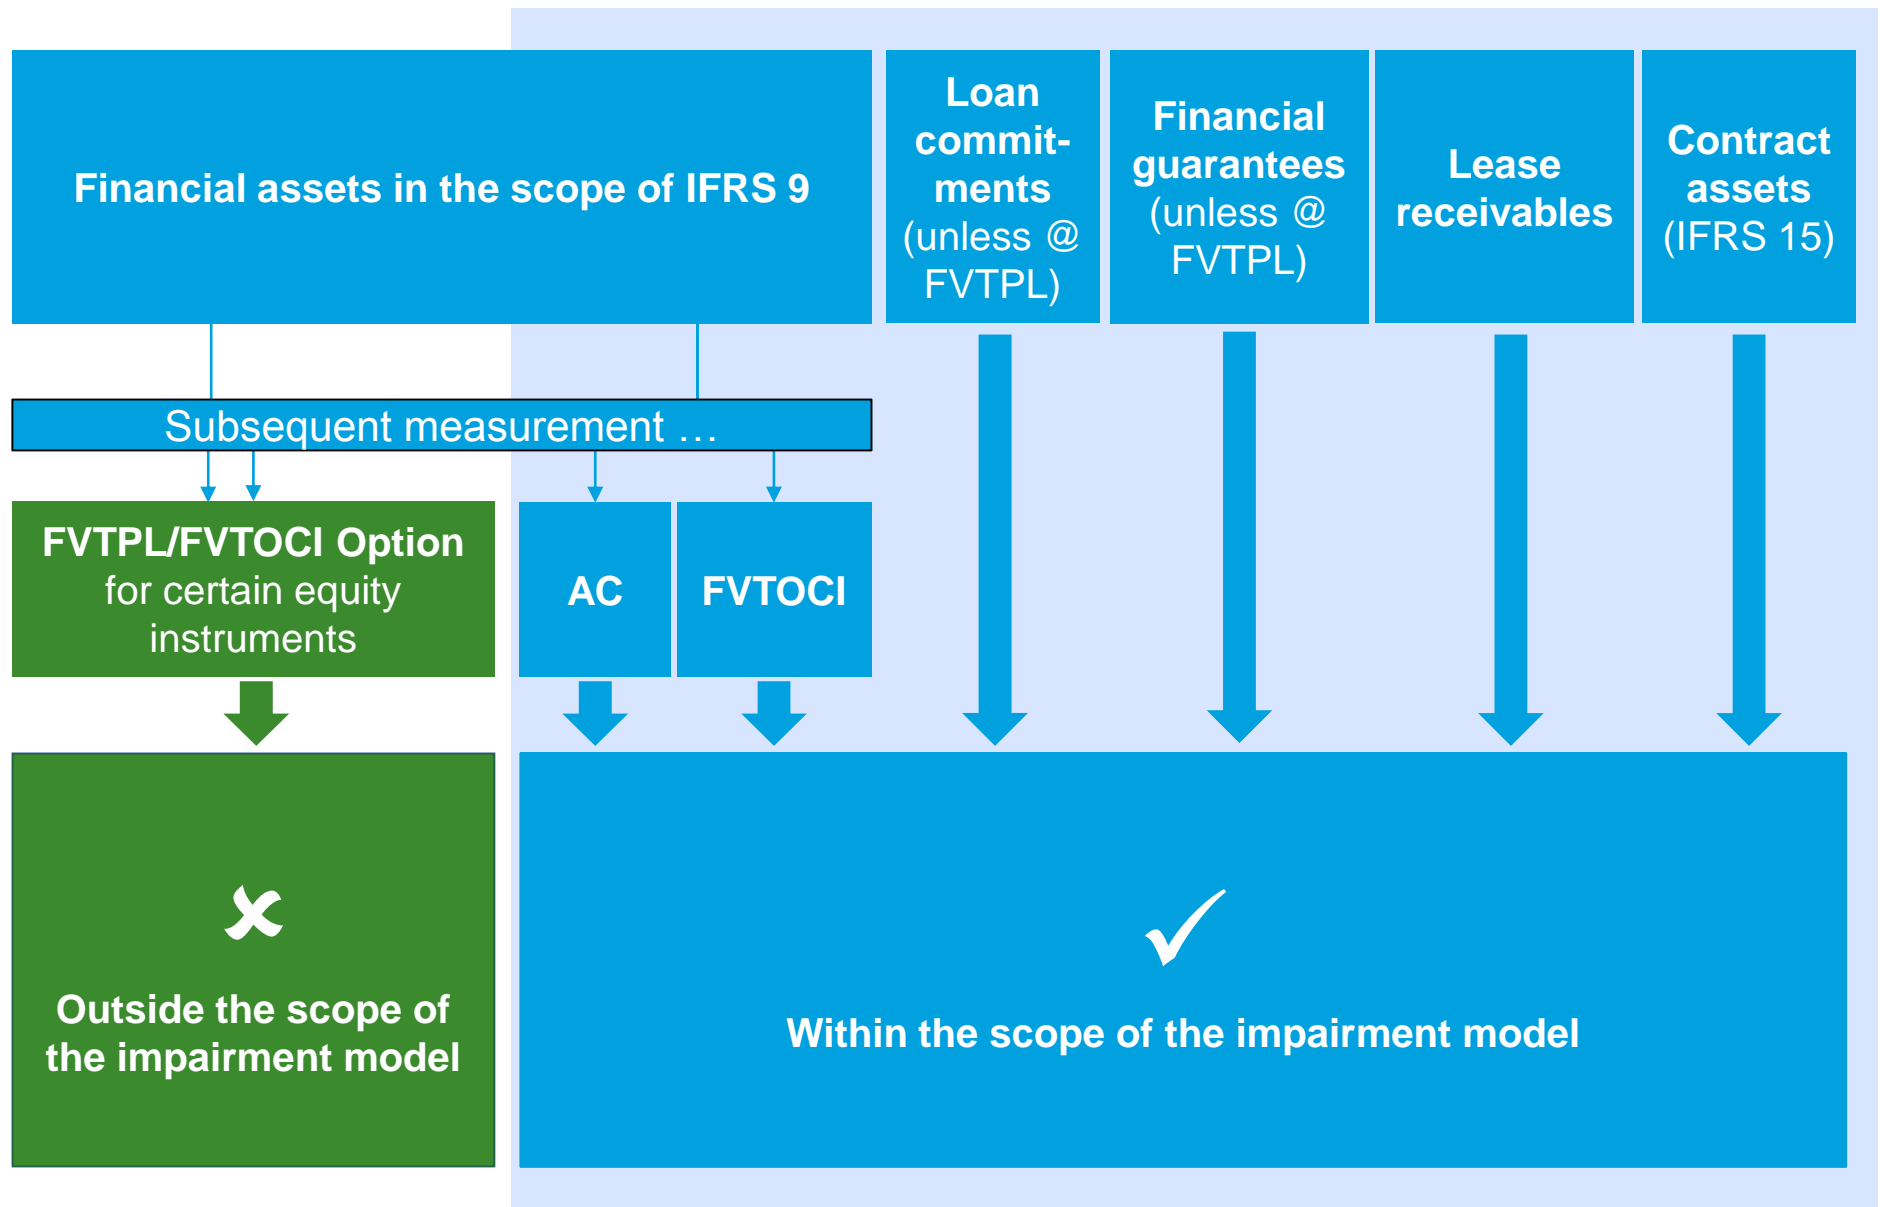 Financial assets in the scope of IFRS 9
Loan
commit-
ments
(unless @
FVTPL)
Financial
guarantees
(unless @
FVTPL)
Lease
receivables
Contract
assets
(IFRS 15)
Subsequent measurement …
FVTPL/FVTOCI Option
for certain equity
instruments
AC
FVTOCI
Outside the scope of
the impairment model
Within the scope of the impairment model